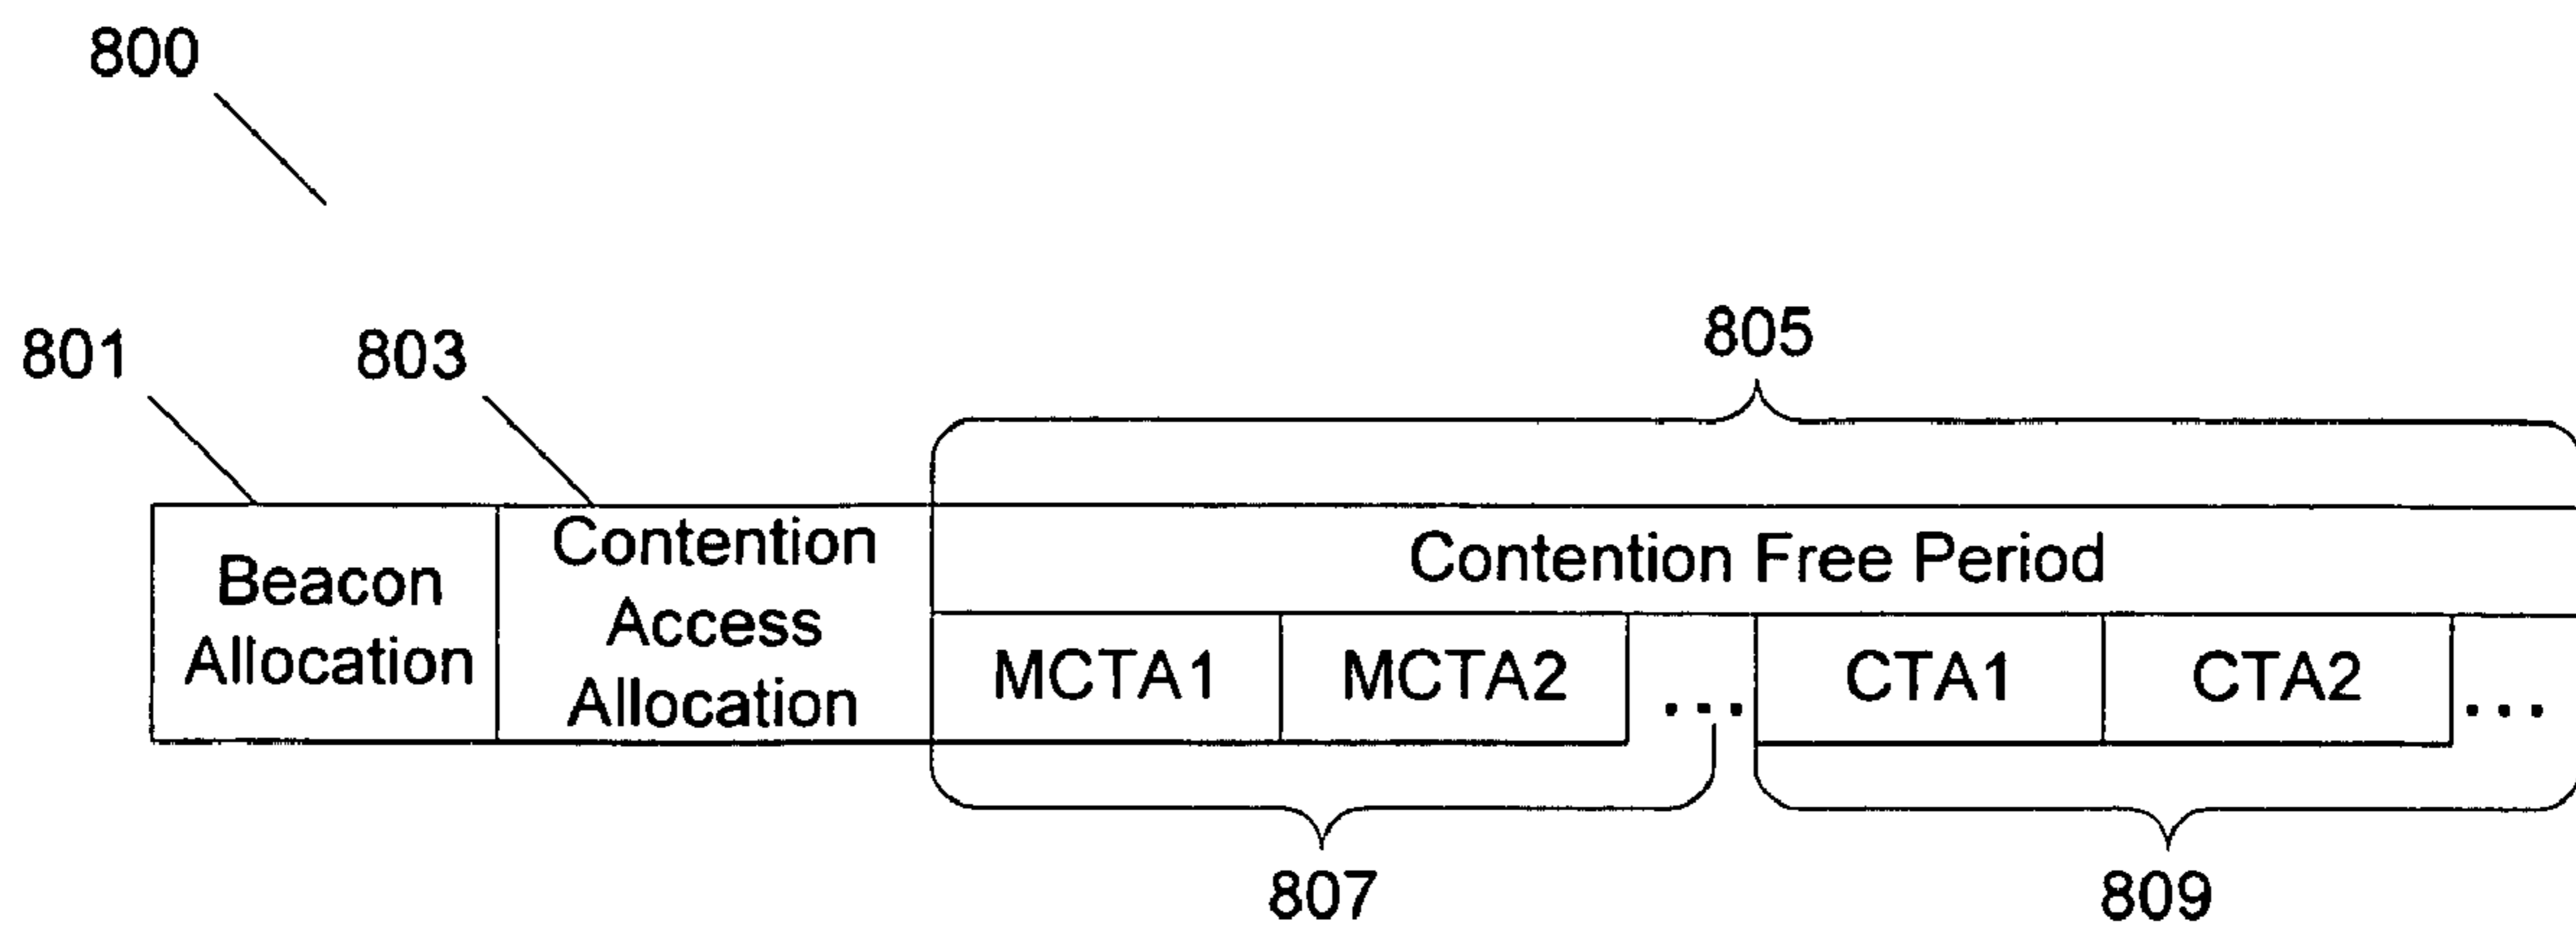 800
801
803
805
Beacon
Allocation
Contention
Access
Allocation
Contention Free Period
MCTA1
MCTA2
...
CTA1
CTA2
...
807
809